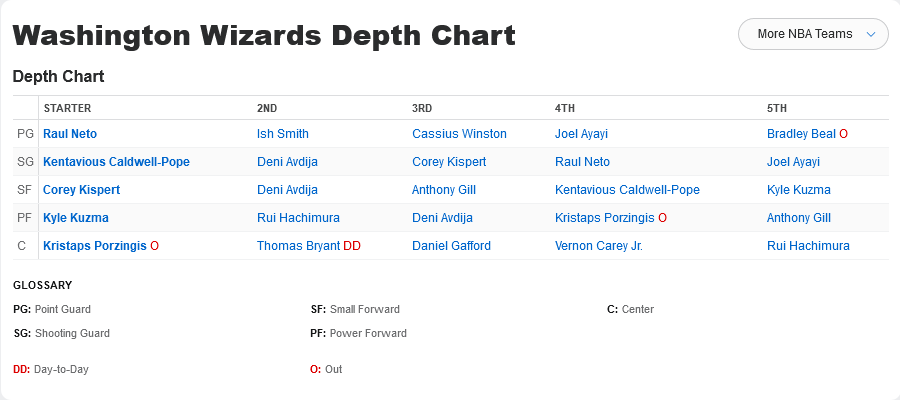 Washington Wizards Depth Chart
More NBA Teams
Depth Chart
STARTER 2ND 3RD 4TH 5TH
PG Raul Neto Ish Smith Cassius Winston Joel Ayayi Bradley Beal O
SG Kentavious Caldwell-Pope Deni Avdija Corey Kispert Raul Neto Joel Ayayi
SF Corey Kispert Deni Avdija Anthony Gill Kentavious Caldwell-Pope Kyle Kuzma
PF Kyle Kuzma Rui Hachimura Deni Avdija Kristaps Porzingis O Anthony Gill
C Kristaps Porzingis O Thomas Bryant DD Daniel Gafford Vernon Carey Jr. Rui Hachimura
GLOSSARY
PG: Point Guard SF: Small Forward C: Center
SG: Shooting Guard PF: Power Forward
DD: Day-to-Day O: Out